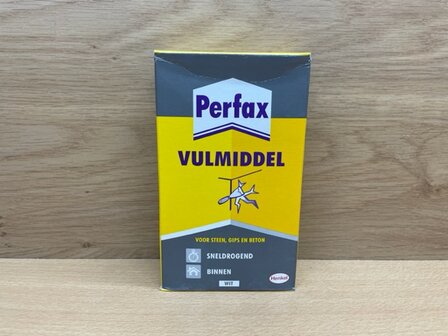 Perfax
VULMIDDEL
VOOR STEEN, GIPS EN BETON
SNELDROGEND
BINNEN
WIT
Henkel